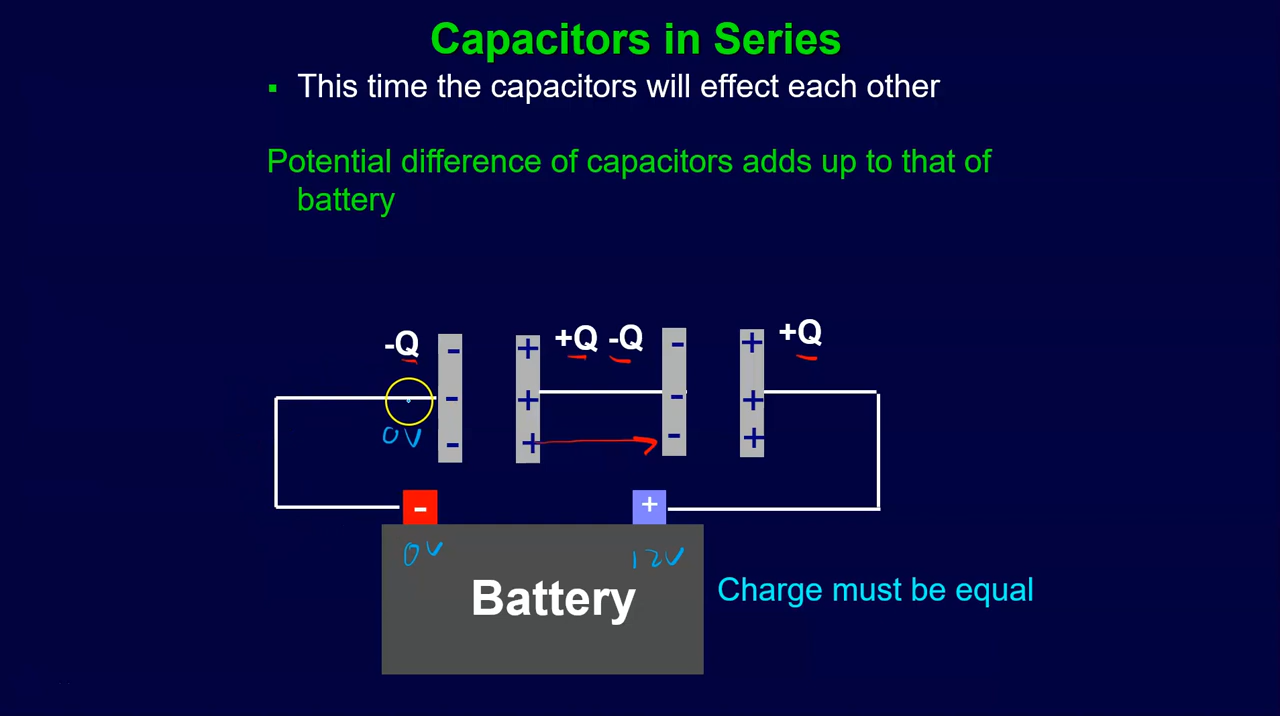 Capacitors in Series
▪ This time the capacitors will effect each other
Potential difference of capacitors adds up to that of
battery
-Q +Q -Q +Q
- + - +
- + - +
0V
- + - +
- +
0V 12V
Battery
Charge must be equal